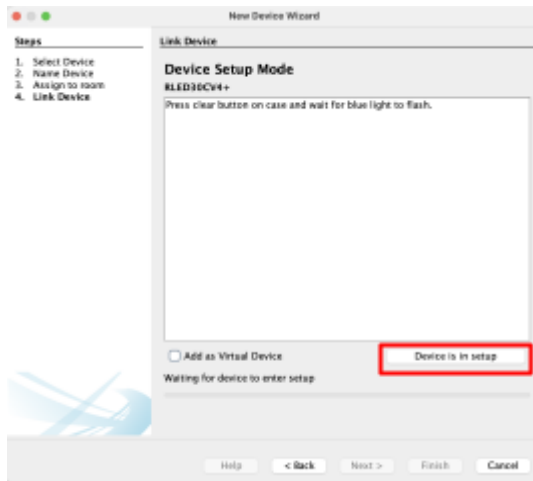 New Device Wizard
Steps
1. Select Device
2. Name Device
3. Assign to room
4. Link Device
Link Device
Device Setup Mode
RLED30CV4+
Press clear button on case and wait for blue light to flash.
Add as Virtual Device
Device is in setup
Waiting for device to enter setup
Help
< Back
Next >
Finish
Cancel